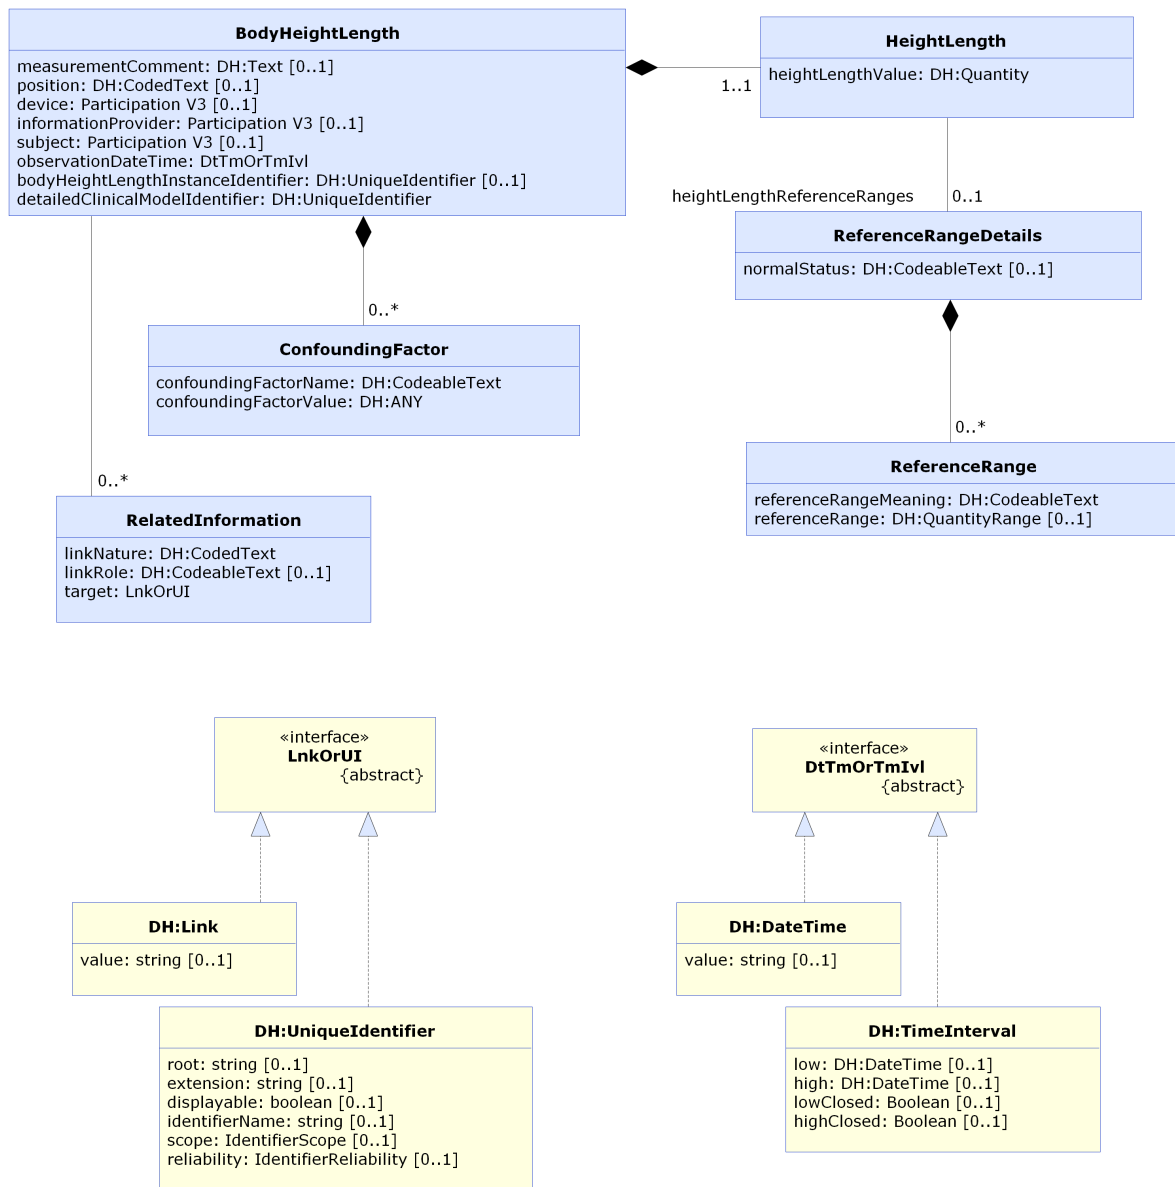 BodyHeightLength
measurementComment: DH:Text [0..1]
position: DH:CodedText [0..1]
device: Participation V3 [0..1]
informationProvider: Participation V3 [0..1]
subject: Participation V3 [0..1]
observationDateTime: DtTmOrTmIvl
bodyHeightLengthInstanceIdentifier: DH:UniqueIdentifier [0..1]
detailedClinicalModelIdentifier: DH:UniqueIdentifier
1..1
HeightLength
heightLengthValue: DH:Quantity
heightLengthReferenceRanges
0..1
ReferenceRangeDetails
normalStatus: DH:CodeableText [0..1]
0..*
ConfoundingFactor
confoundingFactorName: DH:CodeableText
confoundingFactorValue: DH:ANY
0..*
ReferenceRange
referenceRangeMeaning: DH:CodeableText
referenceRange: DH:QuantityRange [0..1]
0..*
RelatedInformation
linkNature: DH:CodedText
linkRole: DH:CodeableText [0..1]
target: LnkOrUI
«interface»
LnkOrUI
{abstract}
«interface»
DtTmOrTmIvl
{abstract}
DH:Link
value: string [0..1]
DH:DateTime
value: string [0..1]
DH:UniqueIdentifier
root: string [0..1]
extension: string [0..1]
displayable: boolean [0..1]
identifierName: string [0..1]
scope: IdentifierScope [0..1]
reliability: IdentifierReliability [0..1]
DH:TimeInterval
low: DH:DateTime [0..1]
high: DH:DateTime [0..1]
lowClosed: Boolean [0..1]
highClosed: Boolean [0..1]